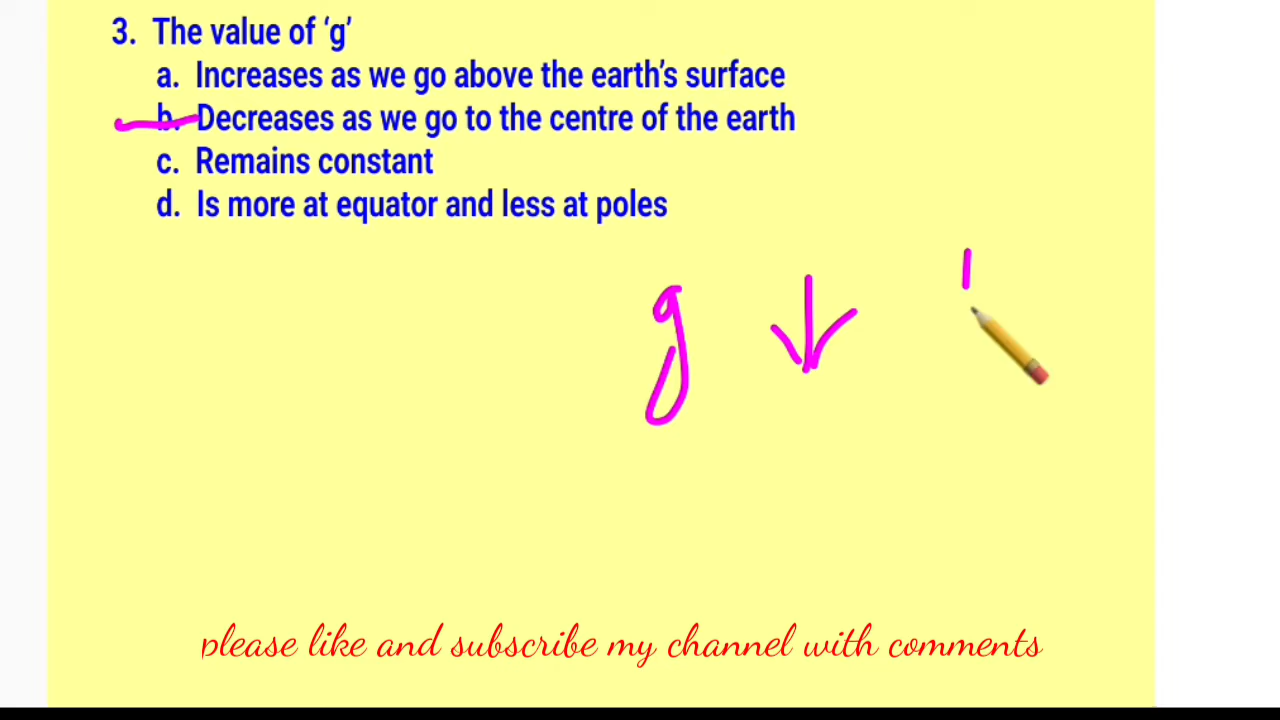 3. The value of ‘g’
a. Increases as we go above the earth’s surface
b. Decreases as we go to the centre of the earth
c. Remains constant
d. Is more at equator and less at poles
g ↓
please like and subscribe my channel with comments